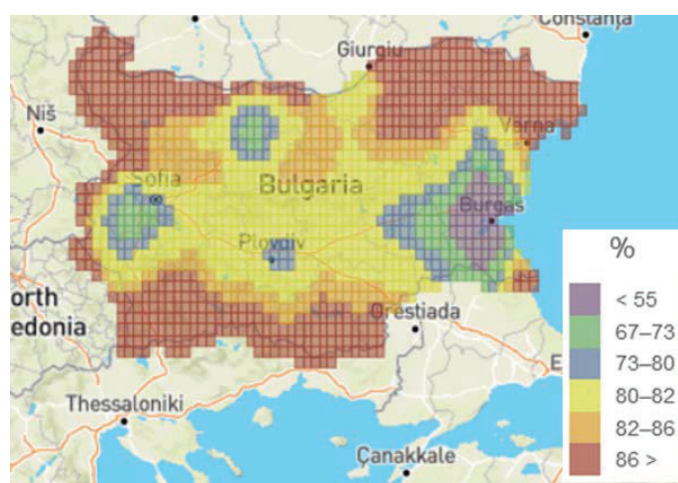 Constanța
Giurgiu
Niš
Varna
Sofia
Bulgaria
Burgas
Plovdiv
orth
edonia
Orestiada
Thessaloniki
Çanakkale
E
%
< 55
67–73
73–80
80–82
82–86
86 >